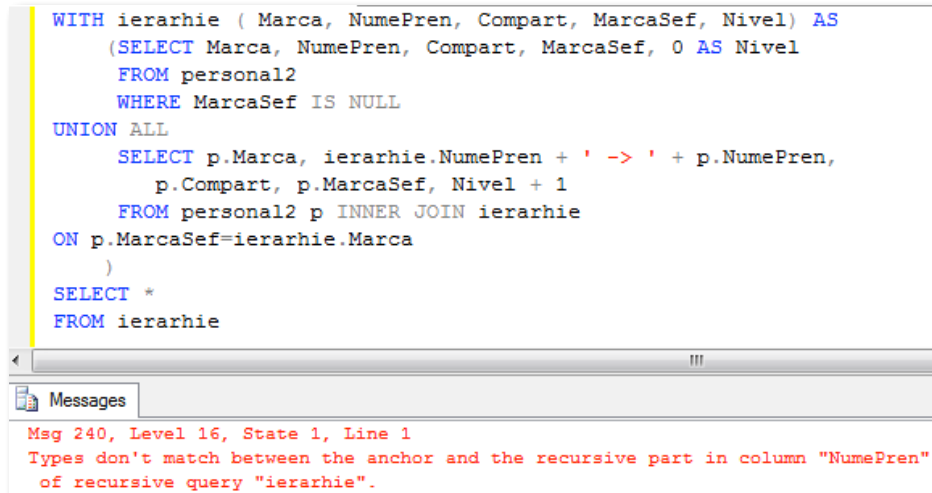 WITH ierarhie ( Marca, NumePren, Compart, MarcaSef, Nivel) AS
(SELECT Marca, NumePren, Compart, MarcaSef, 0 AS Nivel
FROM personal2
WHERE MarcaSef IS NULL
UNION ALL
SELECT p.Marca, ierarhie.NumePren + ' -> ' + p.NumePren,
p.Compart, p.MarcaSef, Nivel + 1
FROM personal2 p INNER JOIN ierarhie
ON p.MarcaSef=ierarhie.Marca
)
SELECT *
FROM ierarhie
Messages
Msg 240, Level 16, State 1, Line 1
Types don't match between the anchor and the recursive part in column "NumePren"
of recursive query "ierarhie".